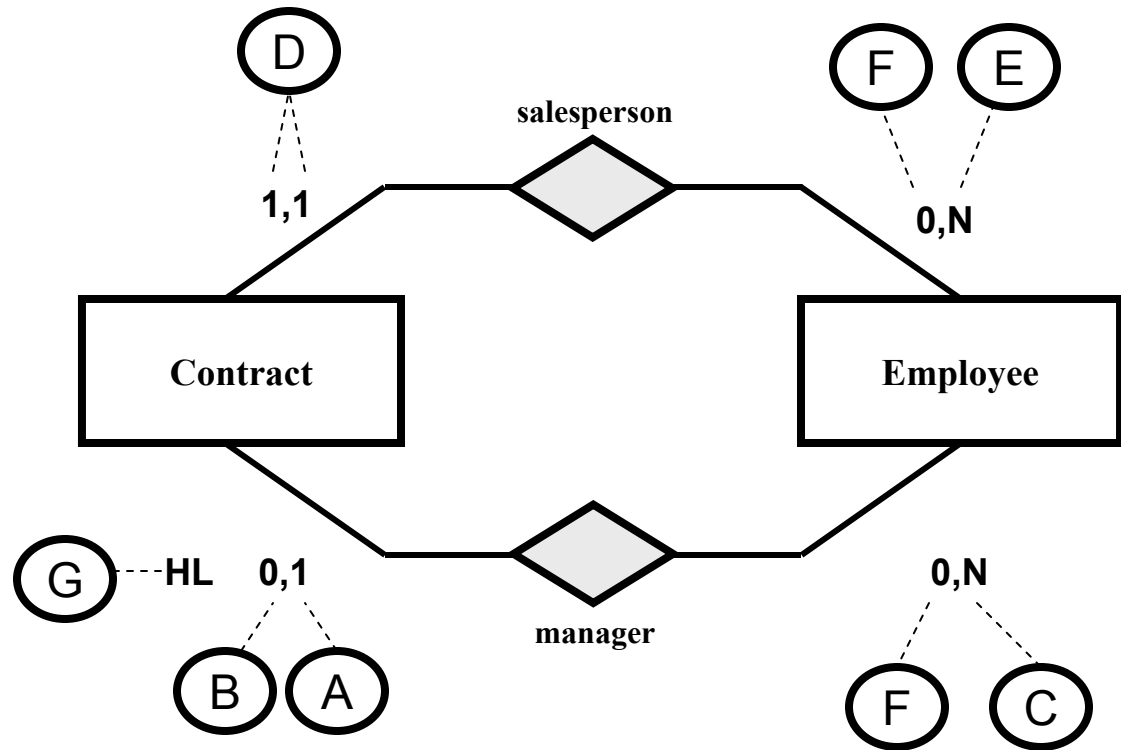 D
F E
salesperson
1,1
0,N
Contract
Employee
G
HL 0,1
0,N
manager
B A
F C